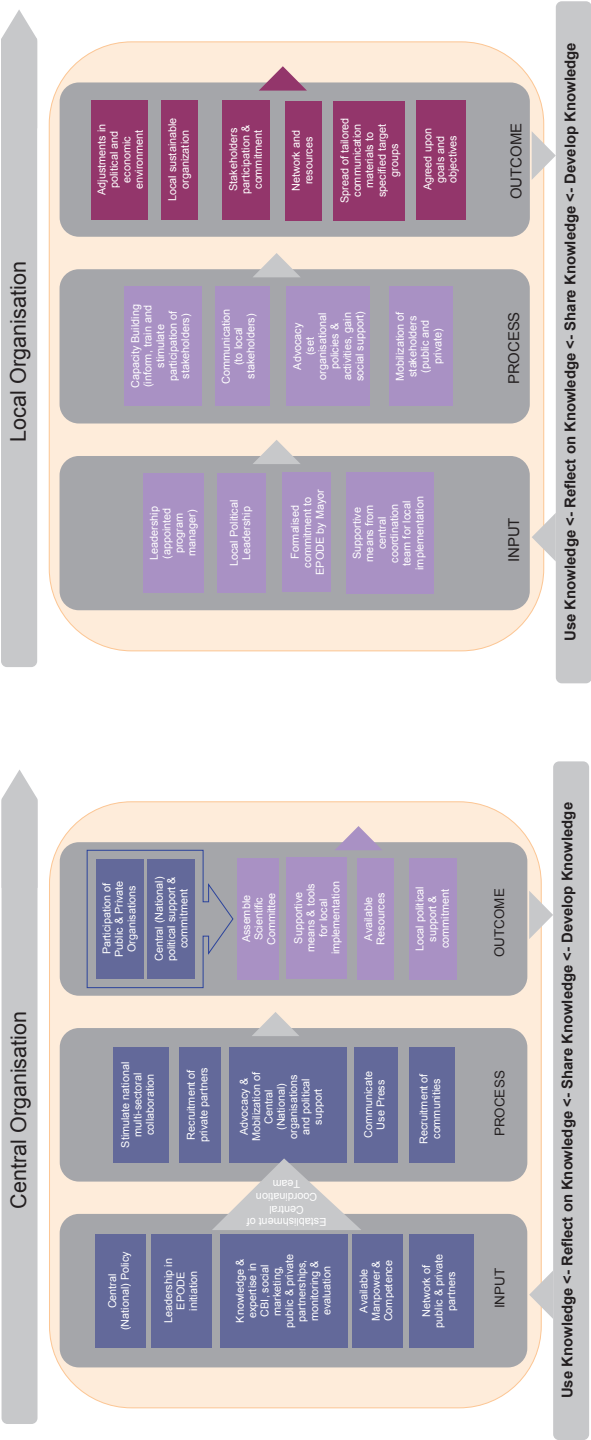 Central Organisation
Central
(National) Policy
Leadership in
EPODE
initiation
Knowledge &
expertise in
CBI, social
marketing,
public & private
partnerships,
monitoring &
evaluation
Available
Manpower &
Competence
Network of
public & private
partners
INPUT
Establishment of
Central
Coordination
Team
Stimulate national
multi-sectoral
collaboration
Recruitment of
private partners
Advocacy &
Mobilization of
Central
(National)
organisations
and political
support
Communicate
Use Press
Recruitment of
communities
PROCESS
Participation of
Public & Private
Organisations
Central (National)
political support &
commitment
Assemble
Scientific
Committee
Supportive
means & tools
for local
implementation
Available
Resources
Local political
support & commitment
OUTCOME
Use Knowledge <- Reflect on Knowledge <- Share Knowledge <- Develop Knowledge
Local Organisation
Leadership
(appointed
program
manager)
Local Political
Leadership
Formalised
commitment to
EPODE by Mayor
Supportive
means from
central
coordination
team for local
implementation
INPUT
Capacity Building
(inform, train and
stimulate
participation of
stakeholders)
Communication
(to local
stakeholders)
Advocacy
(set
organisational
policies &
activities, gain
social support)
Mobilization of
stakeholders
(public and
private)
PROCESS
Adjustments in
political and
economic
environment
Local sustainable
organization
Stakeholders
participation &
commitment
Network and
resources
Spread of tailored
communication
materials to
specified target
groups
Agreed upon
goals and
objectives
OUTCOME
Use Knowledge <- Reflect on Knowledge <- Share Knowledge <- Develop Knowledge